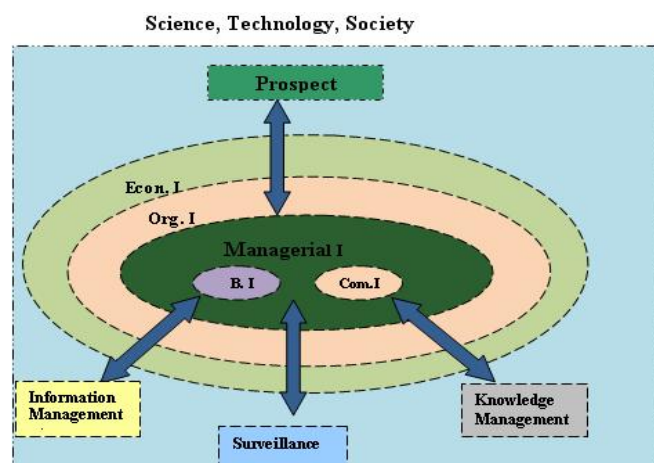 Science, Technology, Society
Prospect
Econ. I
Org. I
Managerial I
B. I
Com.I
Information
Management
Surveillance
Knowledge
Management